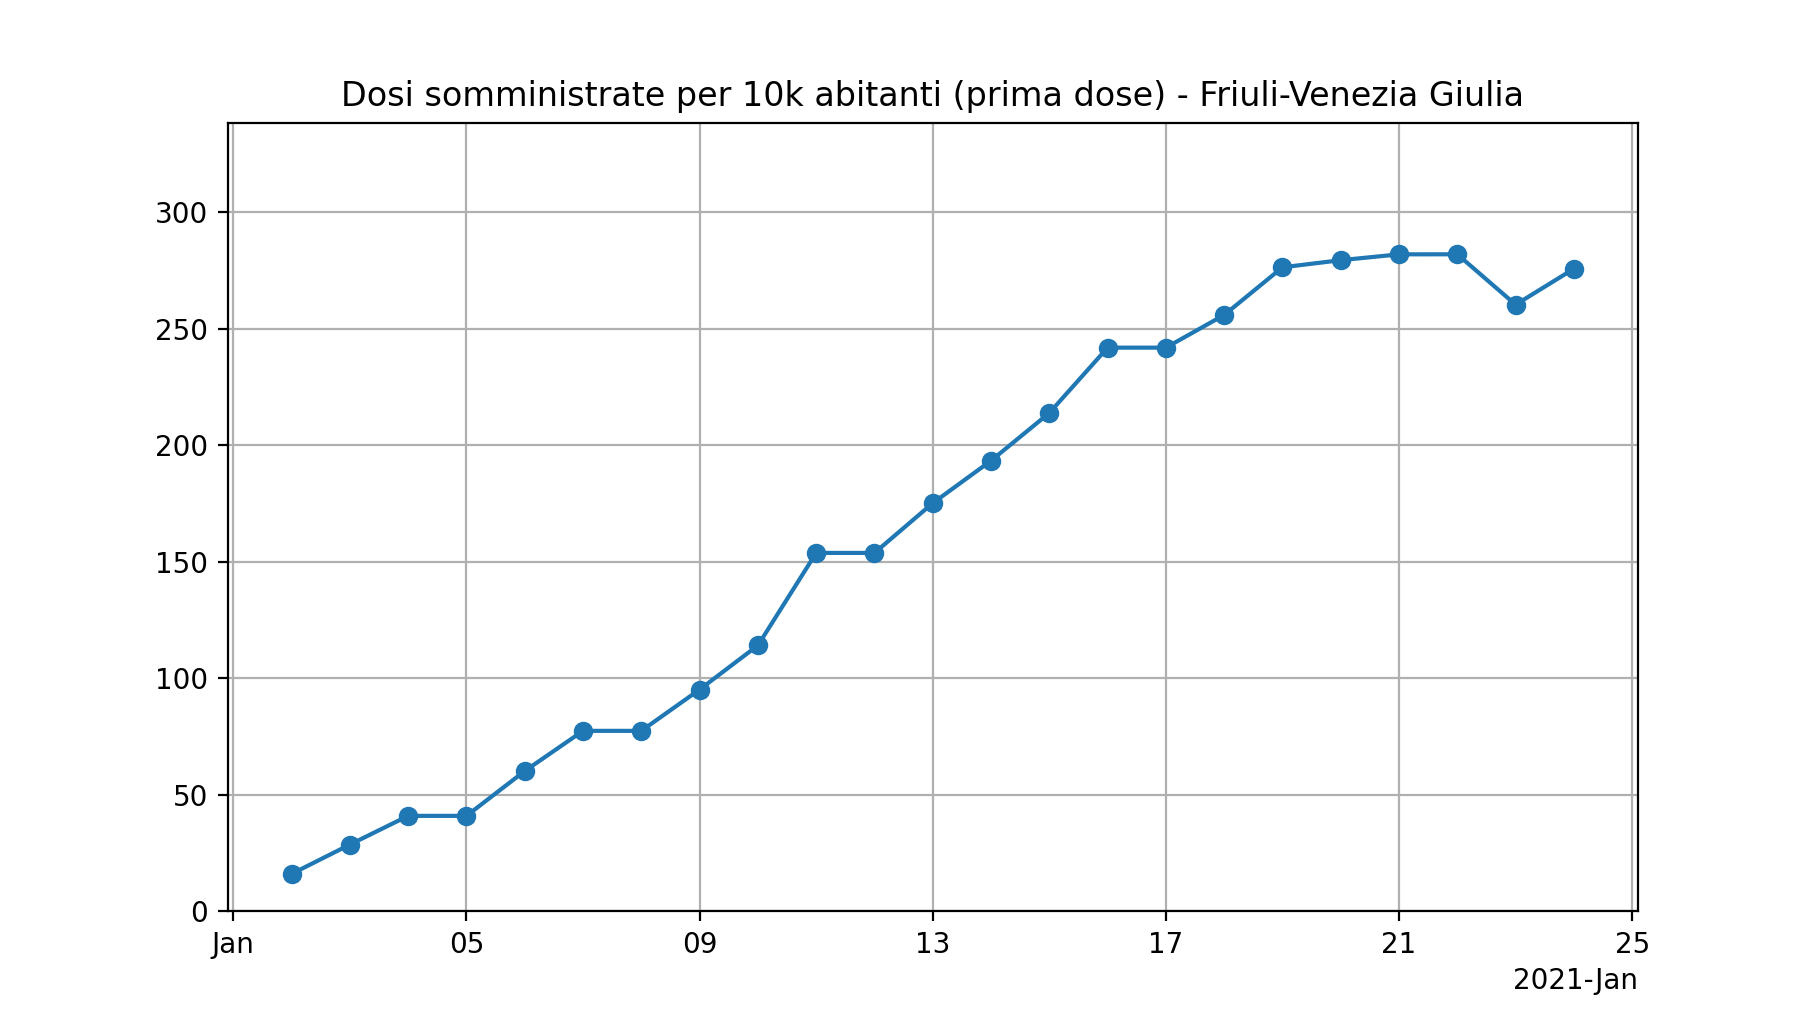 Dosi somministrate per 10k abitanti (prima dose) - Friuli-Venezia Giulia
300
250
200
150
100
50
0
Jan 05 09 13 17 21 25
2021-Jan